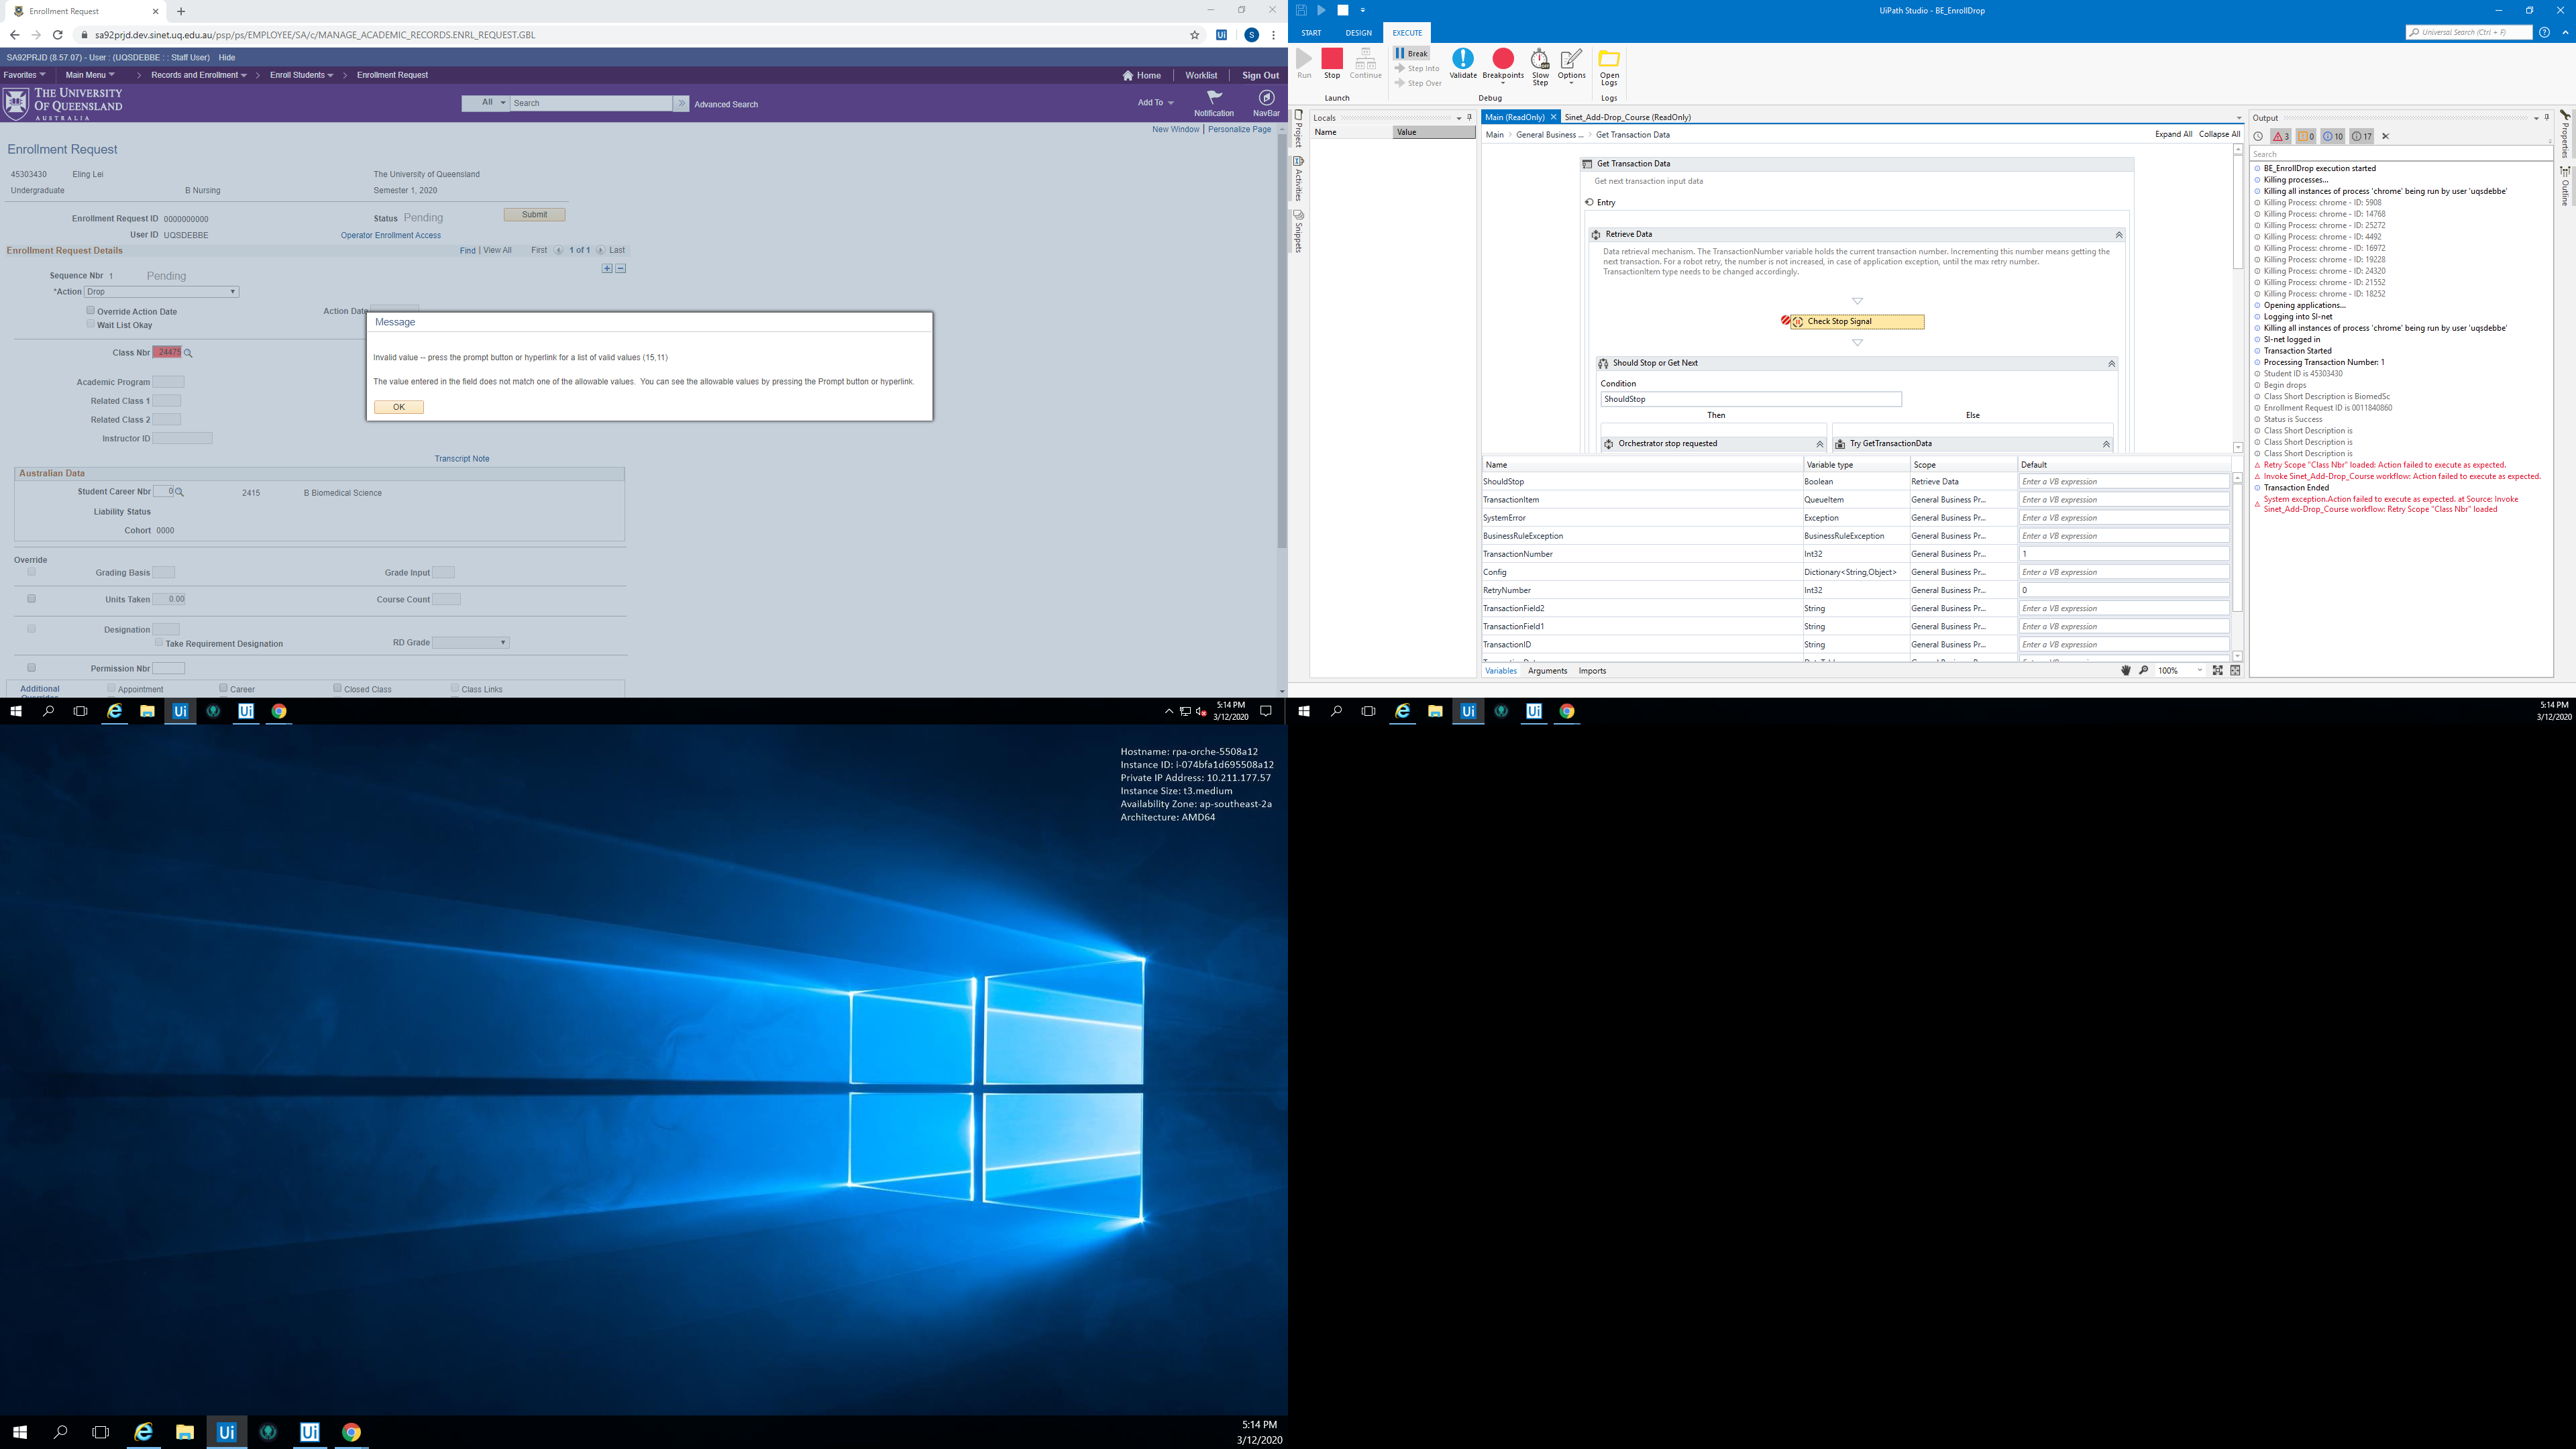 Enrollment Request
sa92prjd.dev.sinet.uq.edu.au/psp/ps/EMPLOYEE/SA/c/MANAGE_ACADEMIC_RECORDS.ENRL_REQUEST.GBL
SA92PRJD (8.57.07) - User : (UQSDEBBE : : Staff User) Hide
Favorites Main Menu > Records and Enrollment > Enroll Students > Enrollment Request
Home Worklist Sign Out
THE UNIVERSITY
OF QUEENSLAND
AUSTRALIA
All Search >> Advanced Search
Add To Notification NavBar
New Window | Personalize Page
Enrollment Request
45303430 Eling Lei The University of Queensland
Undergraduate B Nursing Semester 1, 2020
Enrollment Request ID 0000000000 Status Pending Submit
User ID UQSDEBBE Operator Enrollment Access
Enrollment Request Details Find | View All First 1 of 1 Last
Sequence Nbr 1 Pending
*Action Drop
Override Action Date Action Date
Wait List Okay
Class Nbr 24475
Academic Program
Related Class 1
Related Class 2
Instructor ID
Transcript Note
Message
Invalid value -- press the prompt button or hyperlink for a list of valid values (15,11)
The value entered in the field does not match one of the allowable values. You can see the allowable values by pressing the Prompt button or hyperlink.
OK
Australian Data
Student Career Nbr 0 2415 B Biomedical Science
Liability Status
Cohort 0000
Override
Grading Basis Grade Input
Units Taken 0.00 Course Count
Designation
Take Requirement Designation RD Grade
Permission Nbr
Additional Appointment Career Closed Class Class Links
5:14 PM
3/12/2020
UiPath Studio - BE_EnrollDrop
START DESIGN EXECUTE
Universal Search (Ctrl + F)
Run Stop Continue
Break
Step Into
Step Over
Validate Breakpoints Slow Step Options Open Logs
Launch Debug Logs
Project
Activities
Snippets
Locals
Name Value
Main (ReadOnly) Sinet_Add-Drop_Course (ReadOnly)
Main > General Business ... > Get Transaction Data Expand All Collapse All
Get Transaction Data
Get next transaction input data
Entry
Retrieve Data
Data retrieval mechanism. The TransactionNumber variable holds the current transaction number. Incrementing this number means getting the
next transaction. For a robot retry, the number is not increased, in case of application exception, until the max retry number.
TransactionItem type needs to be changed accordingly.
Check Stop Signal
Should Stop or Get Next
Condition
ShouldStop
Then Else
Orchestrator stop requested Try GetTransactionData
Name Variable type Scope Default
ShouldStop Boolean Retrieve Data Enter a VB expression
TransactionItem QueueItem General Business Pr... Enter a VB expression
SystemError Exception General Business Pr... Enter a VB expression
BusinessRuleException BusinessRuleException General Business Pr... Enter a VB expression
TransactionNumber Int32 General Business Pr... 1
Config Dictionary<String,Object> General Business Pr... Enter a VB expression
RetryNumber Int32 General Business Pr... 0
TransactionField2 String General Business Pr... Enter a VB expression
TransactionField1 String General Business Pr... Enter a VB expression
TransactionID String General Business Pr... Enter a VB expression
Variables Arguments Imports 100%
Output
3 0 10 17
Search
BE_EnrollDrop execution started
Killing processes...
Killing all instances of process 'chrome' being run by user 'uqsdebbe'
Killing Process: chrome - ID: 5908
Killing Process: chrome - ID: 14768
Killing Process: chrome - ID: 25272
Killing Process: chrome - ID: 4492
Killing Process: chrome - ID: 16972
Killing Process: chrome - ID: 19228
Killing Process: chrome - ID: 24320
Killing Process: chrome - ID: 21552
Killing Process: chrome - ID: 18252
Opening applications...
Logging into SI-net
Killing all instances of process 'chrome' being run by user 'uqsdebbe'
SI-net logged in
Transaction Started
Processing Transaction Number: 1
Student ID is 45303430
Begin drops
Class Short Description is BiomedSc
Enrollment Request ID is 0011840860
Status is Success
Class Short Description is
Class Short Description is
Class Short Description is
Retry Scope "Class Nbr" loaded: Action failed to execute as expected.
Invoke Sinet_Add-Drop_Course workflow: Action failed to execute as expected.
Transaction Ended
System exception.Action failed to execute as expected. at Source: Invoke
Sinet_Add-Drop_Course workflow: Retry Scope "Class Nbr" loaded
Properties
Outline
5:14 PM
3/12/2020
Hostname: rpa-orche-5508a12
Instance ID: i-074bfa1d695508a12
Private IP Address: 10.211.177.57
Instance Size: t3.medium
Availability Zone: ap-southeast-2a
Architecture: AMD64
5:14 PM
3/12/2020